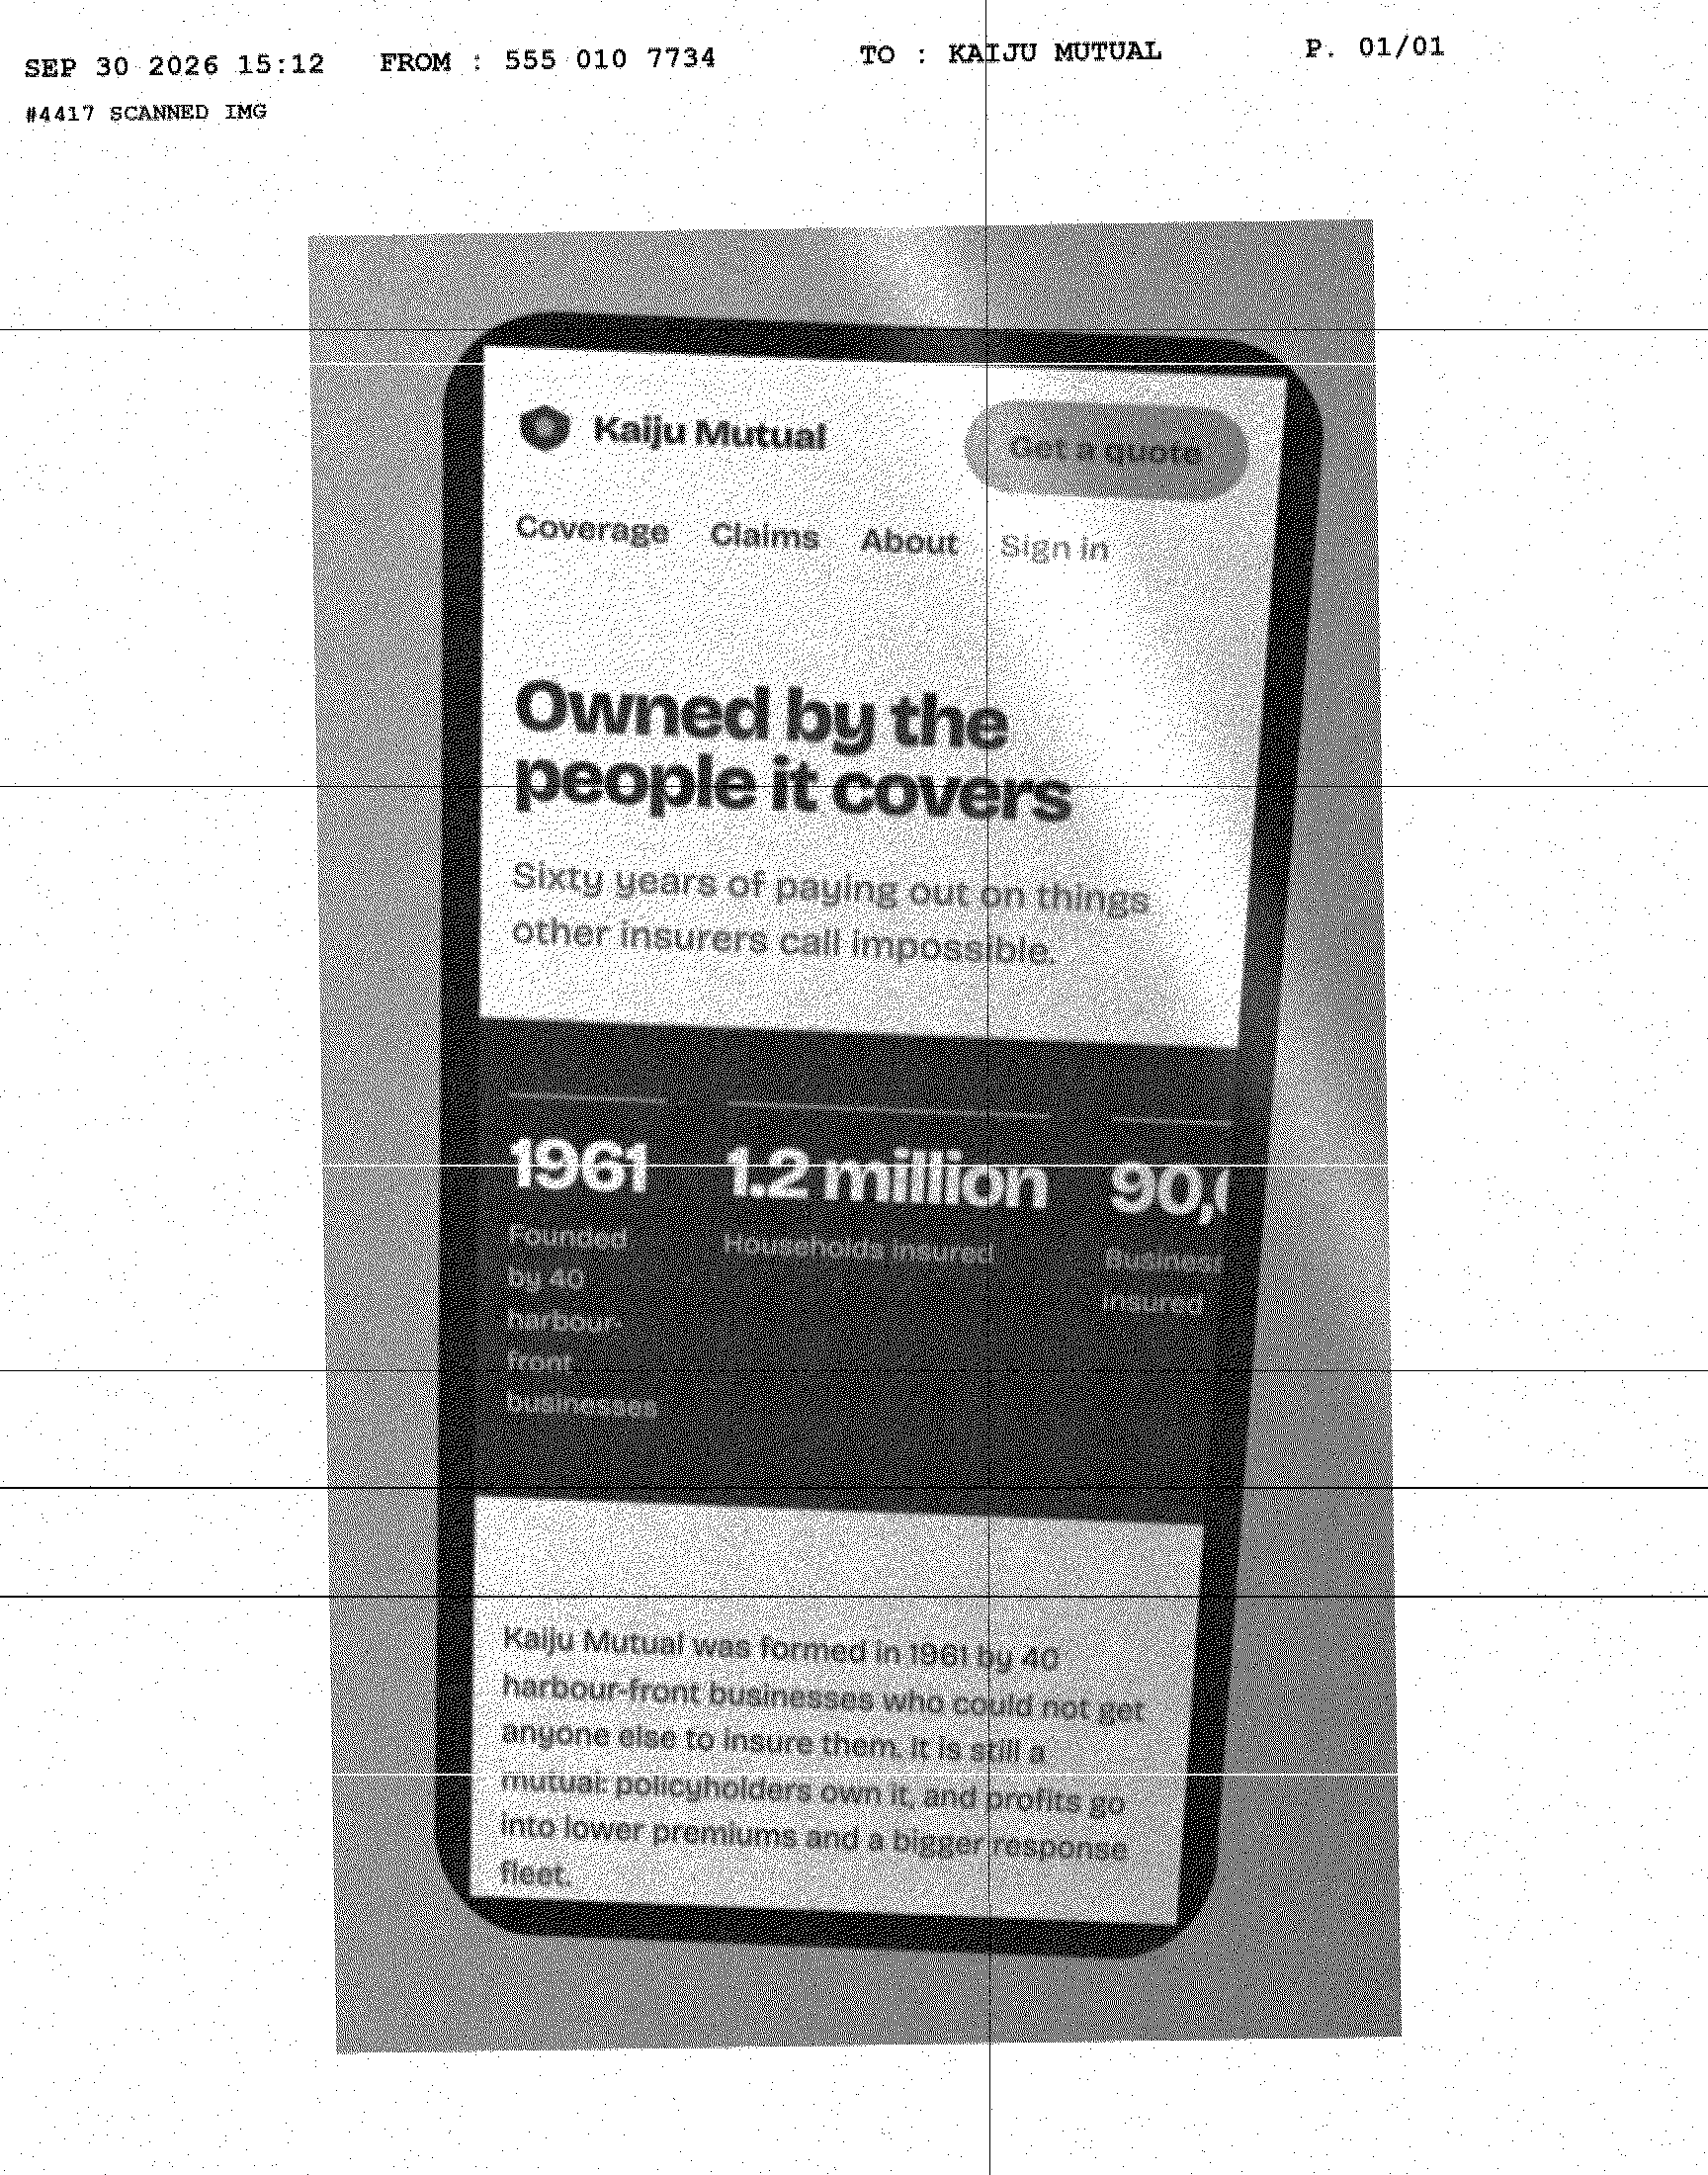 SEP 30 2026 15:12 FROM : 555 010 7734 TO : KAIJU MUTUAL P. 01/01
#4417 SCANNED IMG
Kaiju Mutual Get a quote
Coverage Claims About Sign in
Owned by the
people it covers
Sixty years of paying out on things
other insurers call impossible.
1961 1.2 million 90,
Founded Households insured
by 40 insured
harbour-
front
businesses
Kaiju Mutual was formed in 1961 by 40
harbour-front businesses who could not get
anyone else to insure them. It is still a
mutual: policyholders own it, and profits go
into lower premiums and a bigger response
fleet.